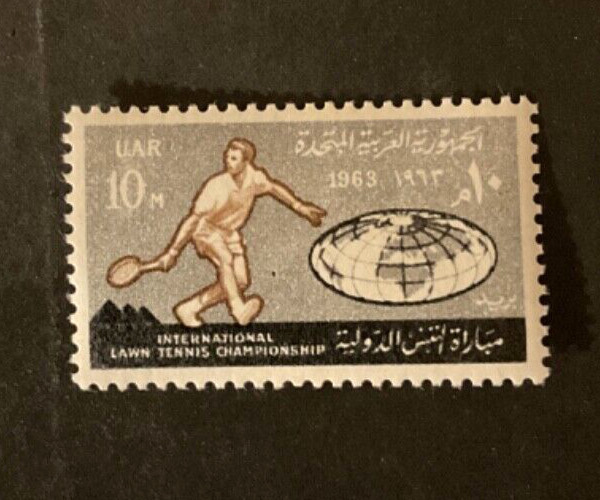 UAR
10 M
الجمهورية العربية المتحدة
1963 ١٩٦٣
١٠ م
بريد
INTERNATIONAL
LAWN TENNIS CHAMPIONSHIP
مباراة التنس الدولية